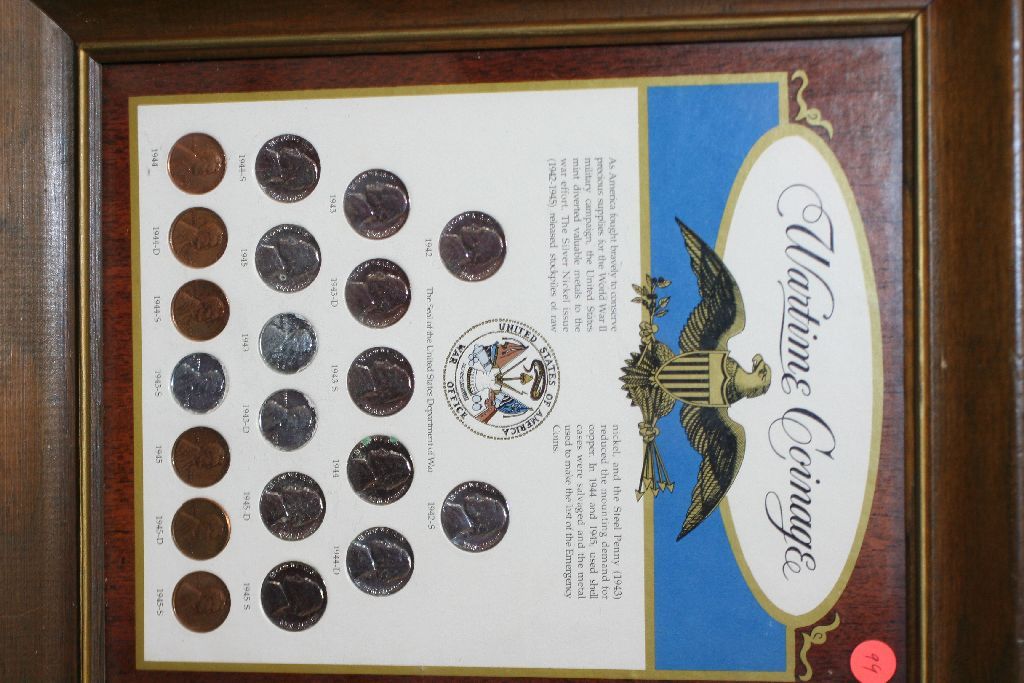 Wartime Coinage
As America fought bravely to conserve
precious supplies for the World War II
military campaign, the United States
mint diverted valuable metals to the
war effort. The Silver Nickel issue
(1942-1945) released stockpiles of raw
nickel, and the Steel Penny (1943)
reduced the mounting demand for
copper. In 1944 and 1945, used shell
cases were salvaged and the metal
used to make the last of the Emergency
Coins.
UNITED STATES OF AMERICA
WAR OFFICE
The Seal of the United States Department of War
1942
1942-S
1943
1943-D
1943-S
1944
1944-D
1944-S
1945
1943
1943-D
1945-D
1945-S
1944
1944-D
1944-S
1943-S
1945
1945-D
1945-S
94